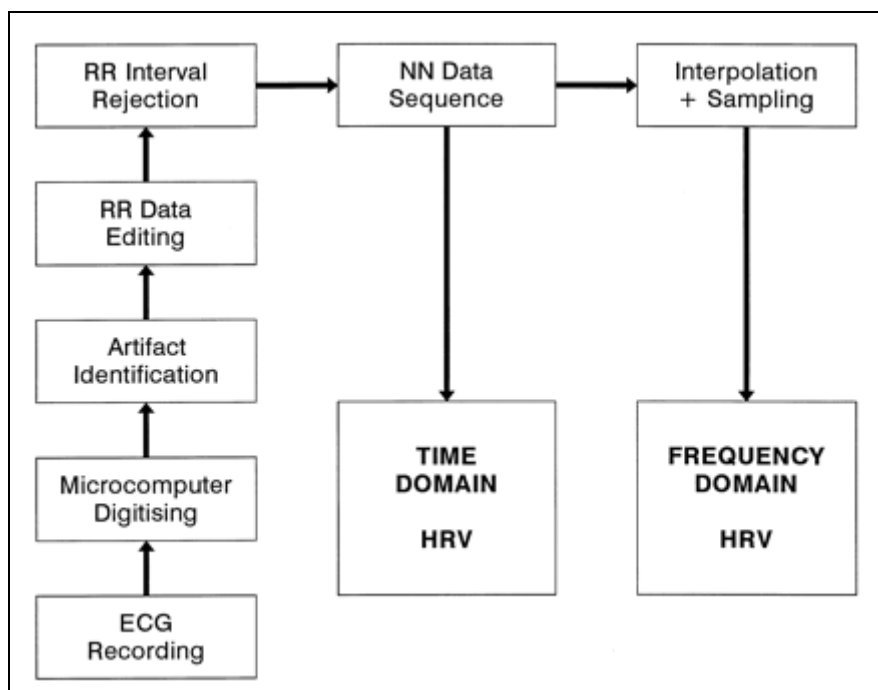 RR Interval
Rejection
NN Data
Sequence
Interpolation
+ Sampling
RR Data
Editing
Artifact
Identification
Microcomputer
Digitising
ECG
Recording
TIME
DOMAIN
HRV
FREQUENCY
DOMAIN
HRV